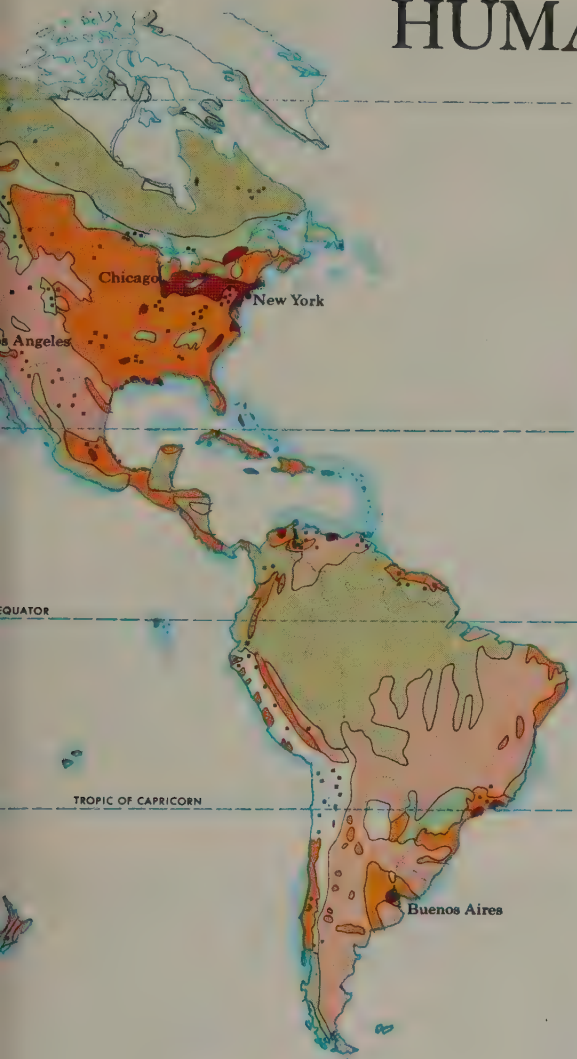 HUMA
Chicago
New York
s Angeles
EQUATOR
TROPIC OF CAPRICORN
Buenos Aires